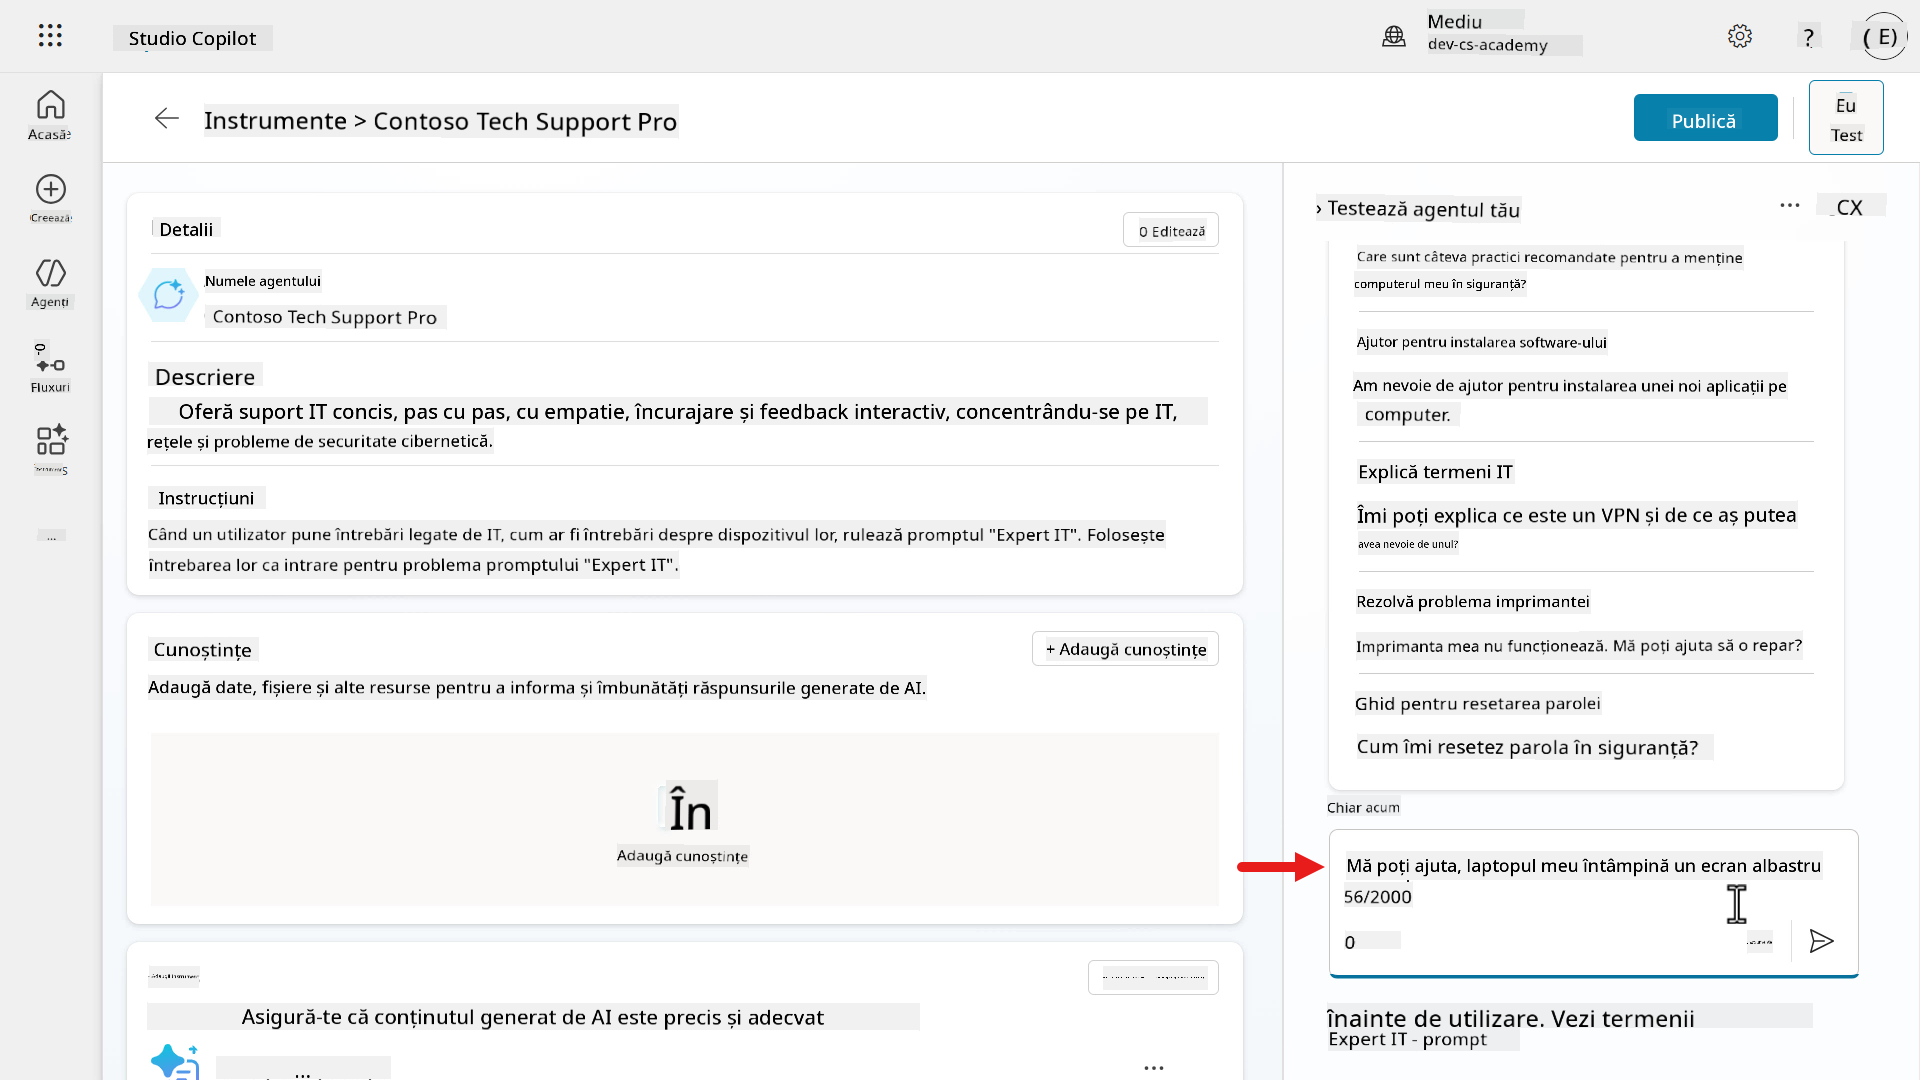 Studio Copilot
Mediu
dev-cs-academy
?
( E)
Acasă
Creează
Agenți
Fluxuri
Instrumente > Contoso Tech Support Pro
Publică
Eu
Test
Detalii
0 Editează
Numele agentului
Contoso Tech Support Pro
Descriere
Oferă suport IT concis, pas cu pas, cu empatie, încurajare și feedback interactiv, concentrându-se pe IT,
rețele și probleme de securitate cibernetică.
Instrucțiuni
Când un utilizator pune întrebări legate de IT, cum ar fi întrebări despre dispozitivul lor, rulează promptul "Expert IT". Folosește
întrebarea lor ca intrare pentru problema promptului "Expert IT".
Cunoștințe
+ Adaugă cunoștințe
Adaugă date, fișiere și alte resurse pentru a informa și îmbunătăți răspunsurile generate de AI.
În
Adaugă cunoștințe
Asigură-te că conținutul generat de AI este precis și adecvat
› Testează agentul tău
... CX
Care sunt câteva practici recomandate pentru a menține
computerul meu în siguranță?
Ajutor pentru instalarea software-ului
Am nevoie de ajutor pentru instalarea unei noi aplicații pe
computer.
Explică termeni IT
Îmi poți explica ce este un VPN și de ce aș putea
avea nevoie de unul?
Rezolvă problema imprimantei
Imprimanta mea nu funcționează. Mă poți ajuta să o repar?
Ghid pentru resetarea parolei
Cum îmi resetez parola în siguranță?
Chiar acum
Mă poți ajuta, laptopul meu întâmpină un ecran albastru
56/2000
0
înainte de utilizare. Vezi termenii
Expert IT - prompt